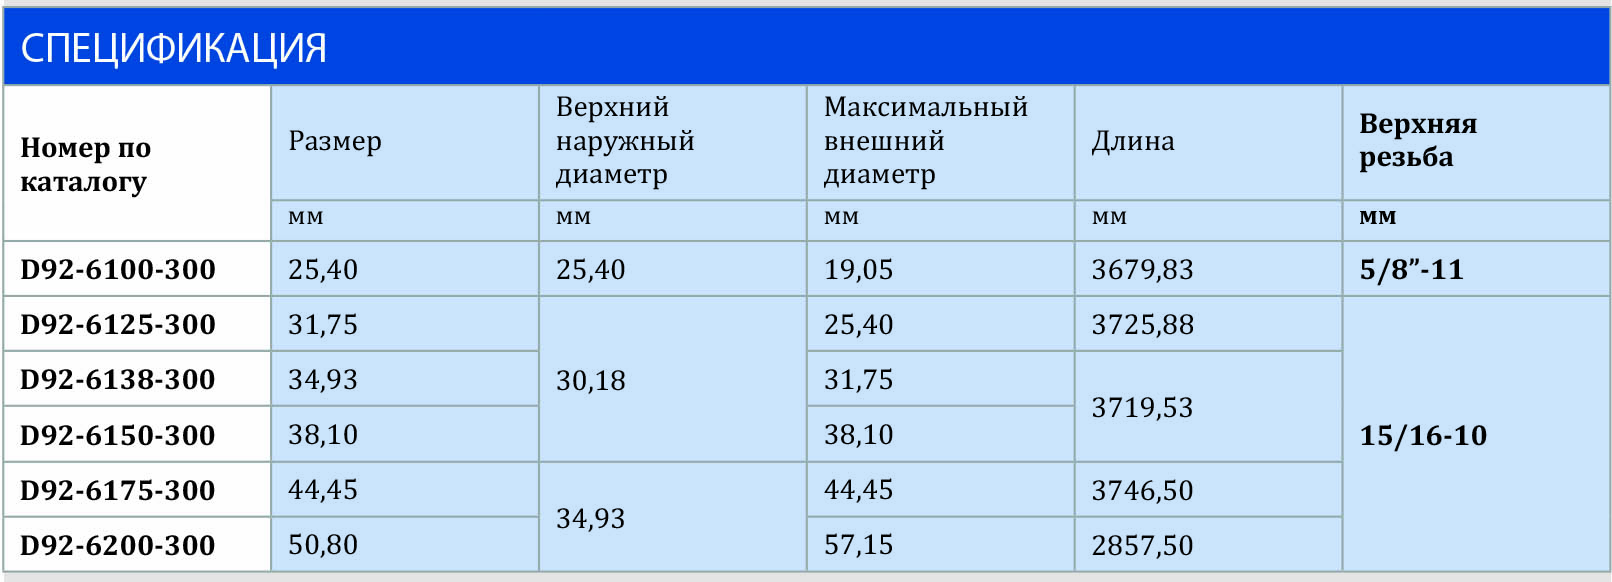 СПЕЦИФИКАЦИЯ
Номер по каталогу Размер Верхний наружный диаметр Максимальный внешний диаметр Длина Верхняя резьба
мм мм мм мм мм
D92-6100-300 25,40 25,40 19,05 3679,83 5/8”-11
D92-6125-300 31,75 30,18 25,40 3725,88 15/16-10
D92-6138-300 34,93 31,75 3719,53
D92-6150-300 38,10 38,10
D92-6175-300 44,45 34,93 44,45 3746,50
D92-6200-300 50,80 57,15 2857,50